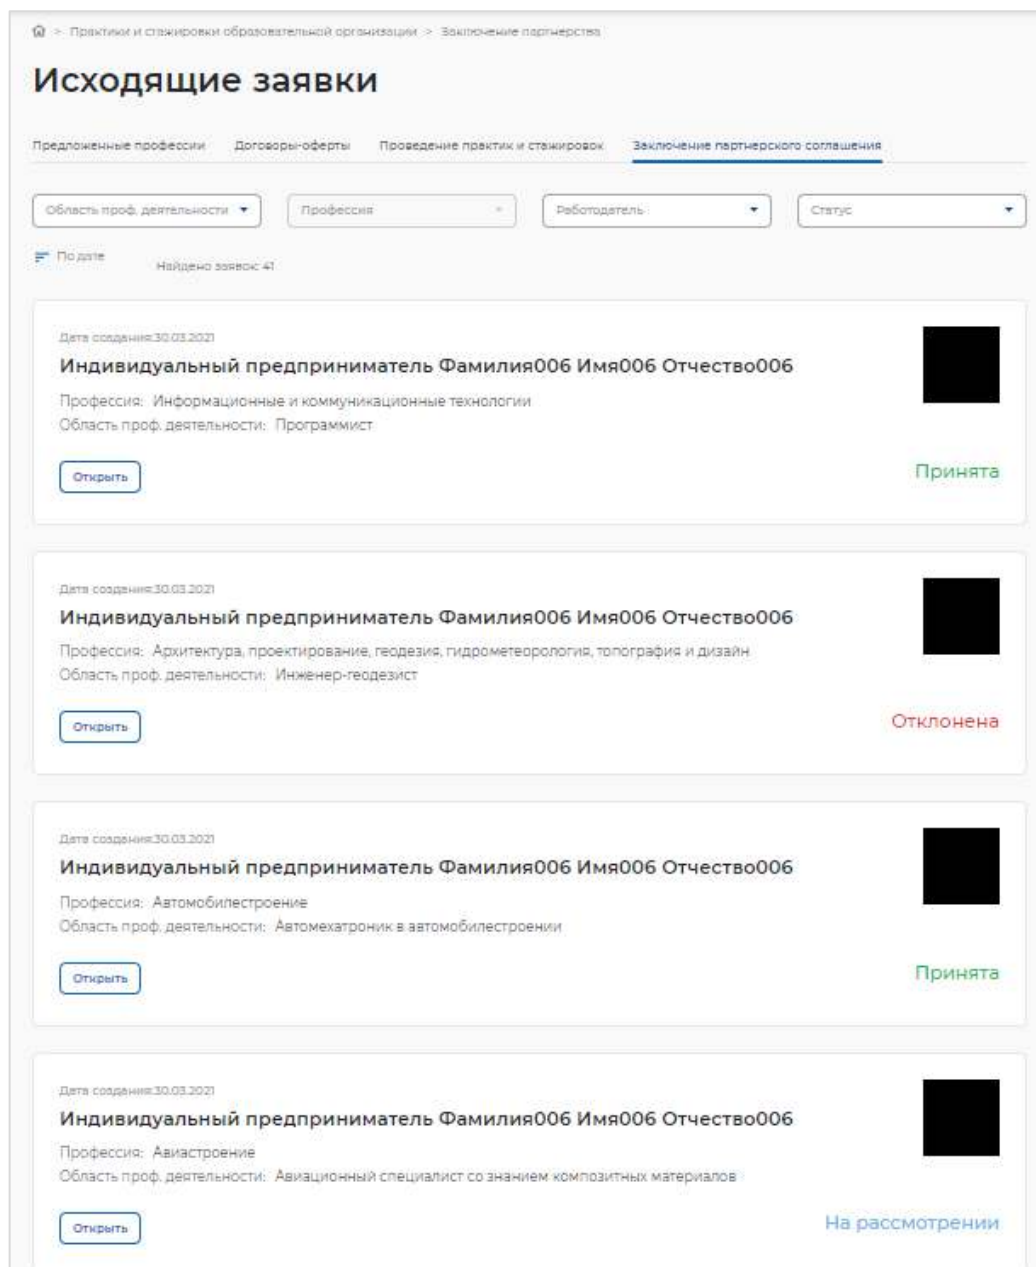 > Практики и стажировки образовательной организации > Заключение партнерства
Исходящие заявки
Предложенные профессии Договоры-оферты Проведение практик и стажировок Заключение партнерского соглашения
Область проф. деятельности Профессия Работодатель Статус
По дате Найдено заявок: 41
Дата создания:30.03.2021
Индивидуальный предприниматель Фамилия006 Имя006 Отчество006
Профессия: Информационные и коммуникационные технологии
Область проф. деятельности: Программист
Открыть Принята
Дата создания:30.03.2021
Индивидуальный предприниматель Фамилия006 Имя006 Отчество006
Профессия: Архитектура, проектирование, геодезия, гидрометеорология, топография и дизайн
Область проф. деятельности: Инженер-геодезист
Открыть Отклонена
Дата создания:30.03.2021
Индивидуальный предприниматель Фамилия006 Имя006 Отчество006
Профессия: Автомобилестроение
Область проф. деятельности: Автомехатроник в автомобилестроении
Открыть Принята
Дата создания:30.03.2021
Индивидуальный предприниматель Фамилия006 Имя006 Отчество006
Профессия: Авиастроение
Область проф. деятельности: Авиационный специалист со знанием композитных материалов
Открыть На рассмотрении